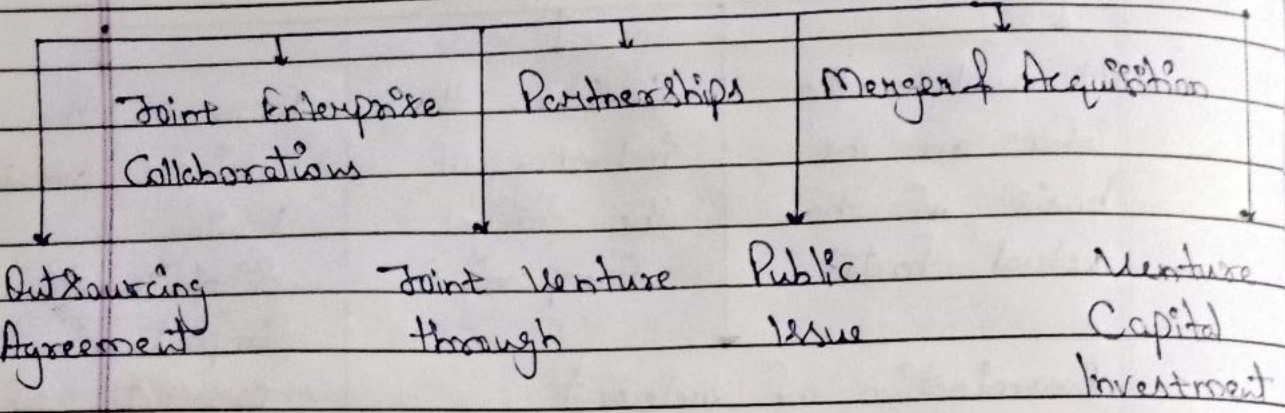 Joint Enterprise Partnerships Merger & Acquisition
Collaborations
Outsourcing Joint Venture Public Venture
Agreement through Issue Capital
Investment